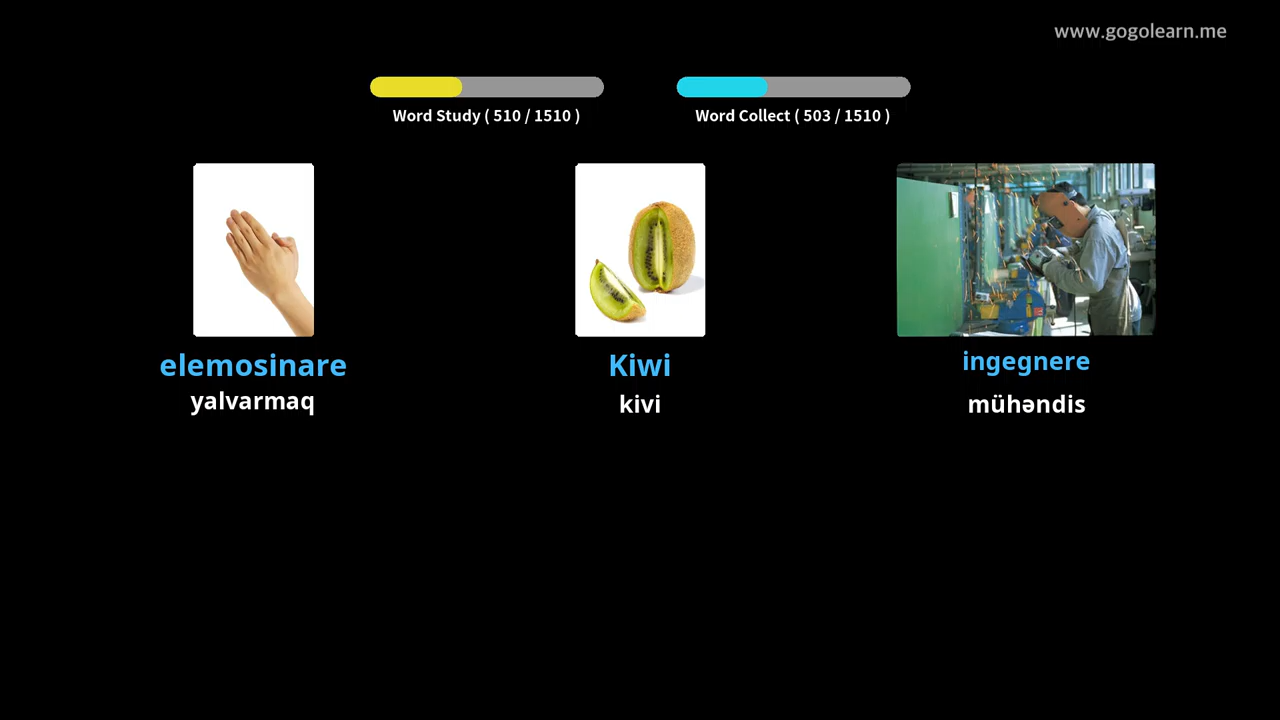 www.gogolearn.me
Word Study ( 510 / 1510 )
Word Collect ( 503 / 1510 )
elemosinare
yalvarmaq
Kiwi
kivi
ingegnere
mühəndis